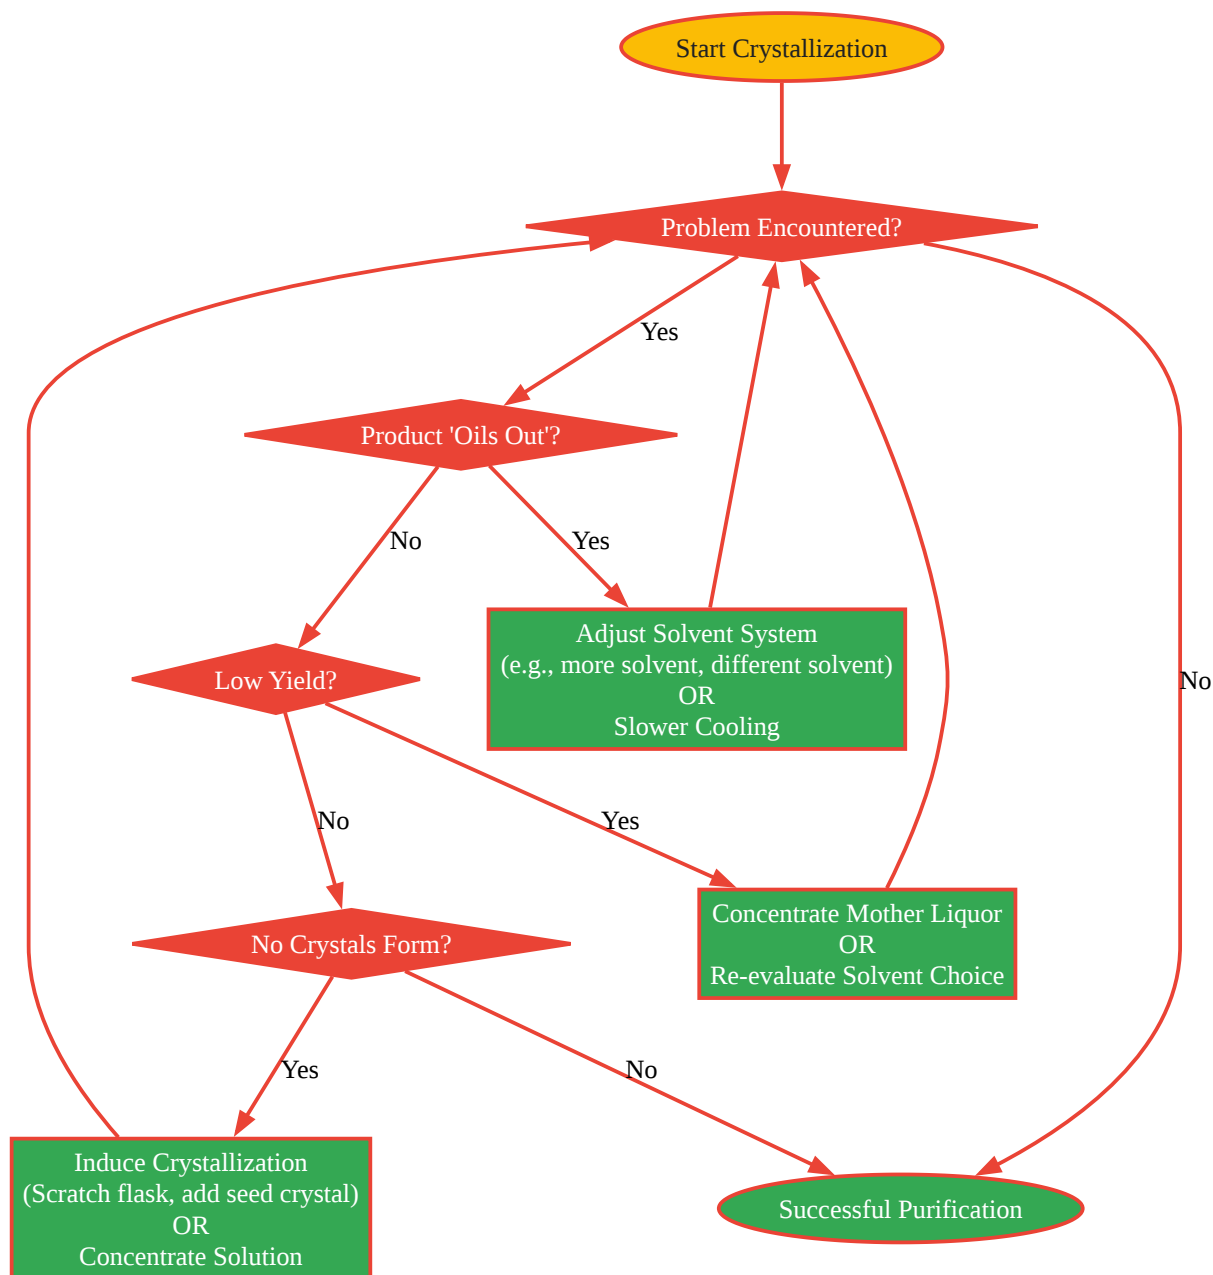 Start Crystallization
Problem Encountered?
Yes
Product 'Oils Out'?
No
Yes
Adjust Solvent System
(e.g., more solvent, different solvent)
OR
Slower Cooling
Low Yield?
No
No
Yes
Concentrate Mother Liquor
OR
Re-evaluate Solvent Choice
No Crystals Form?
Yes
No
Induce Crystallization
(Scratch flask, add seed crystal)
OR
Concentrate Solution
Successful Purification